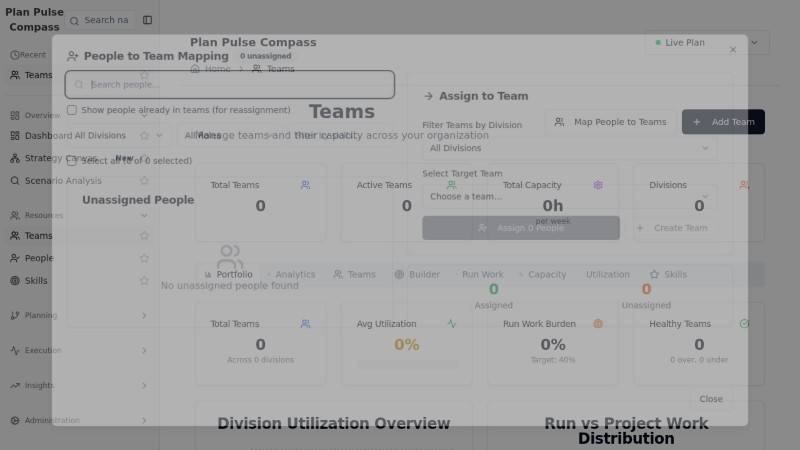 Plan Pulse
Compass
Search na
Recent
Teams
Overview
Dashboard
Strategy Canvas
New
Scenario Analysis
Resources
Teams
People
Skills
Planning
Execution
Insights
Administration
Plan Pulse Compass
Live Plan
Home
Teams
Teams
Manage teams and their capacity across your organization
Map People to Teams
Add Team
Total Teams
0
Active Teams
0
Total Capacity
0h
per week
Divisions
0
Portfolio
Analytics
Teams
Builder
Run Work
Capacity
Utilization
Skills
Total Teams
0
Across 0 divisions
Avg Utilization
0%
Run Work Burden
0%
Target: 40%
Healthy Teams
0
0 over, 0 under
Division Utilization Overview
Run vs Project Work
Distribution
People to Team Mapping
0 unassigned
Search people...
Show people already in teams (for reassignment)
All Divisions
All Roles
Select all (0 of 0 selected)
Unassigned People
No unassigned people found
Assign to Team
Filter Teams by Division
All Divisions
Select Target Team
Choose a team...
Assign 0 People
Create Team
0
Assigned
0
Unassigned
Close